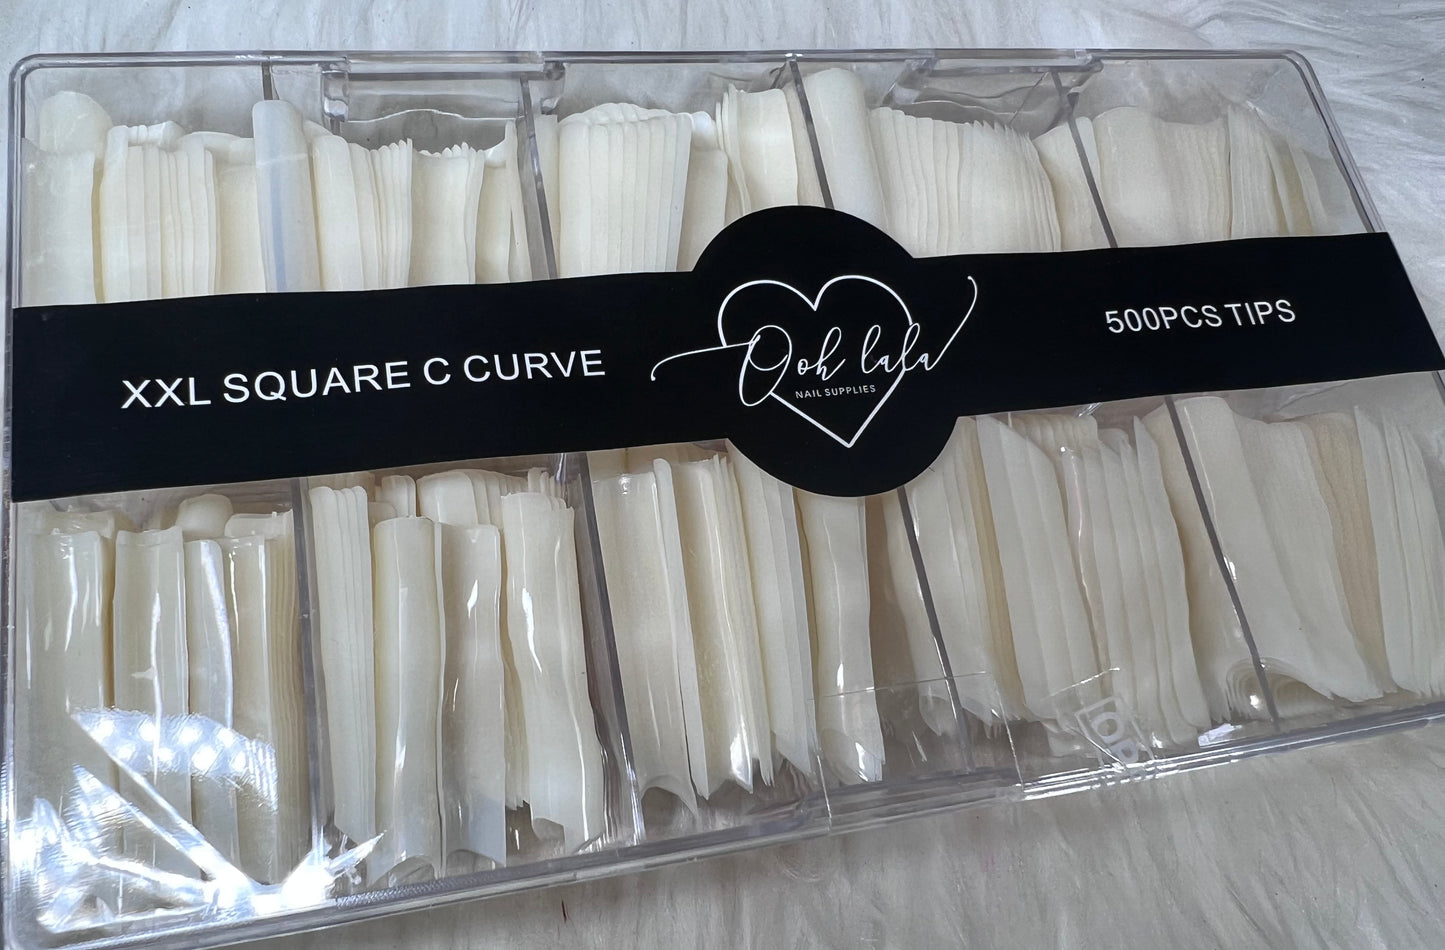 XXL SQUARE C CURVE
Ooh lala
NAIL SUPPLIES
500PCS TIPS